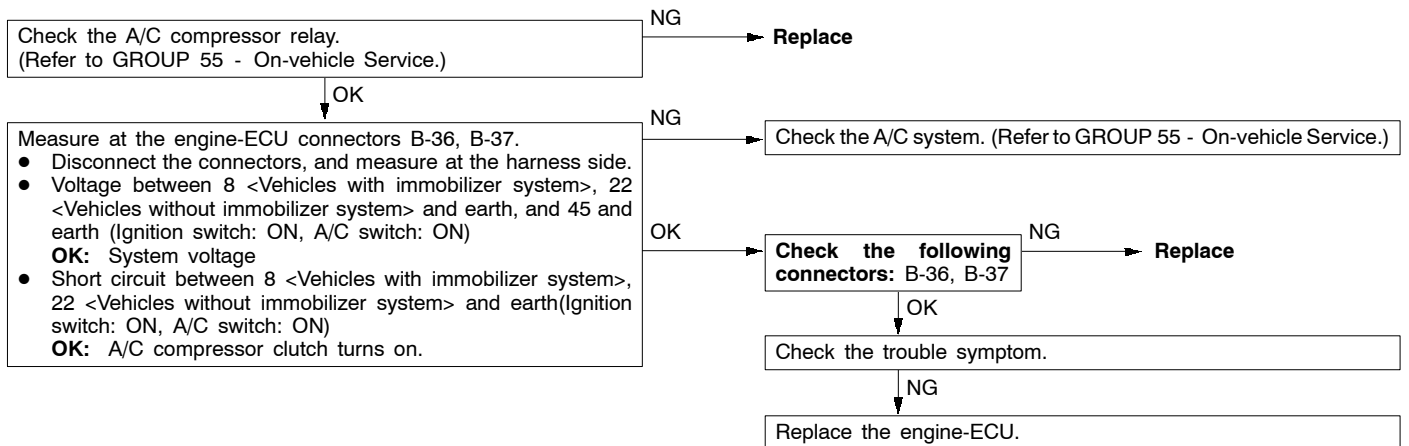 Check the A/C compressor relay.
(Refer to GROUP 55 - On-vehicle Service.)
NG
Replace
OK
Measure at the engine-ECU connectors B-36, B-37.
● Disconnect the connectors, and measure at the harness side.
● Voltage between 8 <Vehicles with immobilizer system>, 22
<Vehicles without immobilizer system> and earth, and 45 and
earth (Ignition switch: ON, A/C switch: ON)
OK: System voltage
● Short circuit between 8 <Vehicles with immobilizer system>,
22 <Vehicles without immobilizer system> and earth(Ignition
switch: ON, A/C switch: ON)
OK: A/C compressor clutch turns on.
NG
Check the A/C system. (Refer to GROUP 55 - On-vehicle Service.)
OK
Check the following
connectors: B-36, B-37
NG
Replace
OK
Check the trouble symptom.
NG
Replace the engine-ECU.